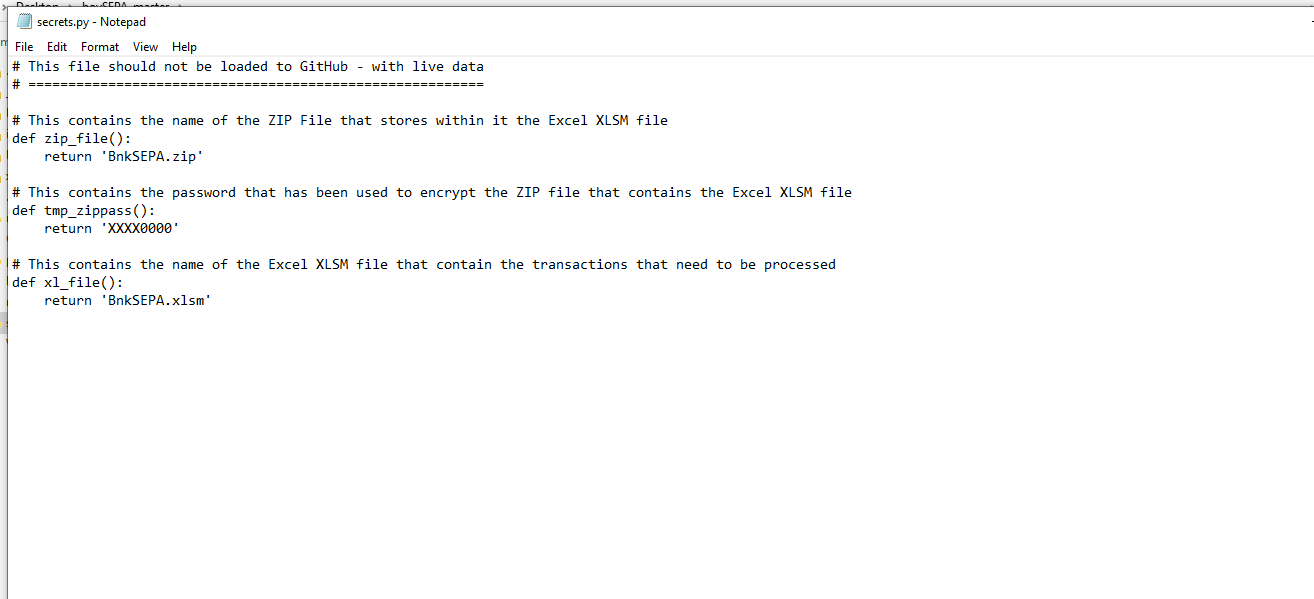 secrets.py - Notepad
File Edit Format View Help
# This file should not be loaded to GitHub - with live data
# =========================================================

# This contains the name of the ZIP File that stores within it the Excel XLSM file
def zip_file():
    return 'BnkSEPA.zip'

# This contains the password that has been used to encrypt the ZIP file that contains the Excel XLSM file
def tmp_zippass():
    return 'XXXX0000'

# This contains the name of the Excel XLSM file that contain the transactions that need to be processed
def xl_file():
    return 'BnkSEPA.xlsm'